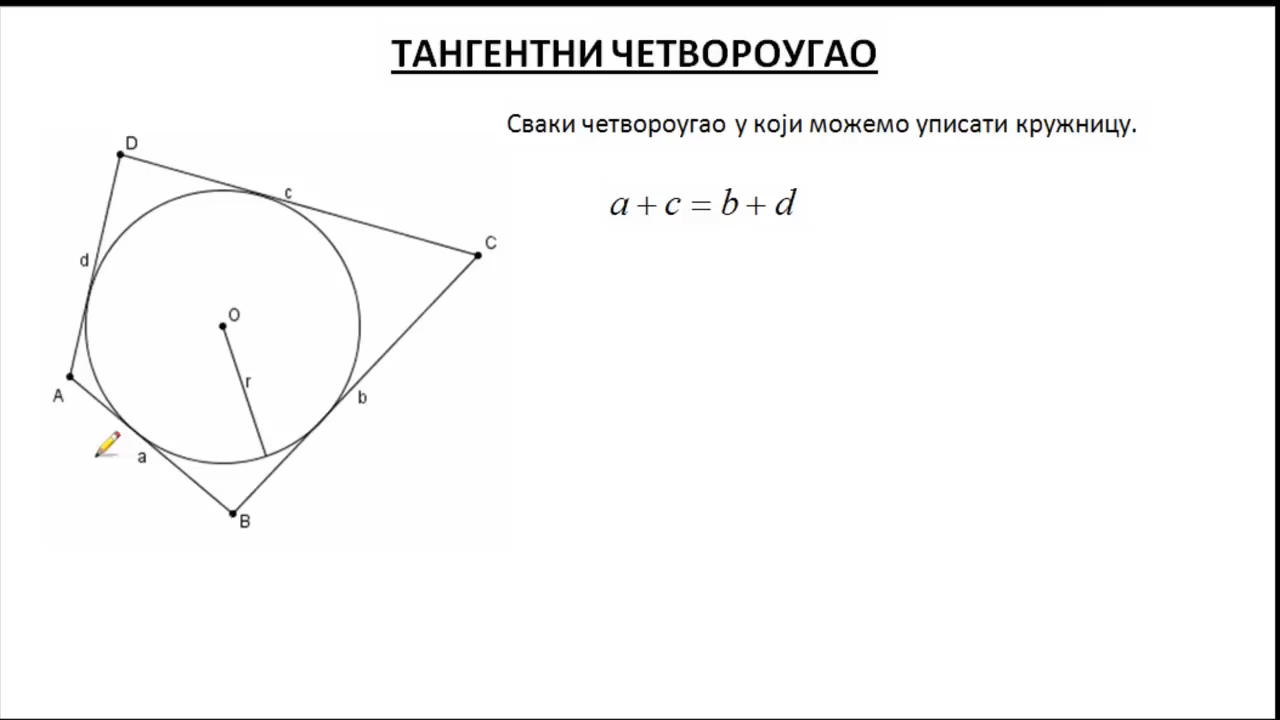 ТАНГЕНТНИ ЧЕТВОРОУГАО
Сваки четвороугао у који можемо уписати кружницу.
a + c = b + d
D
c
C
d
O
r
A
b
a
B